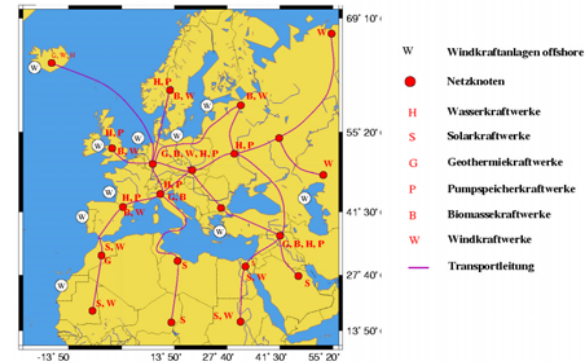 69 10
55 20
41 30
27 40
13 50
-13 50
0
13 50
27 40
41 30
55 20
W
G, W, H
W
H, P
B, W
W
B, W
W
W
H, P
W
B, W
G, B, W, H, P
H, P
W
W
H, P
G, B
H, P
B, W
W
W
W
S, W
G
G, B, H, P
S
S, W
S
W
S, W
S
S, W
W Windkraftanlagen offshore
Netzknoten
H Wasserkraftwerke
S Solarkraftwerke
G Geothermiekraftwerke
P Pumpspeicherkraftwerke
B Biomassekraftwerke
W Windkraftwerke
Transportleitung